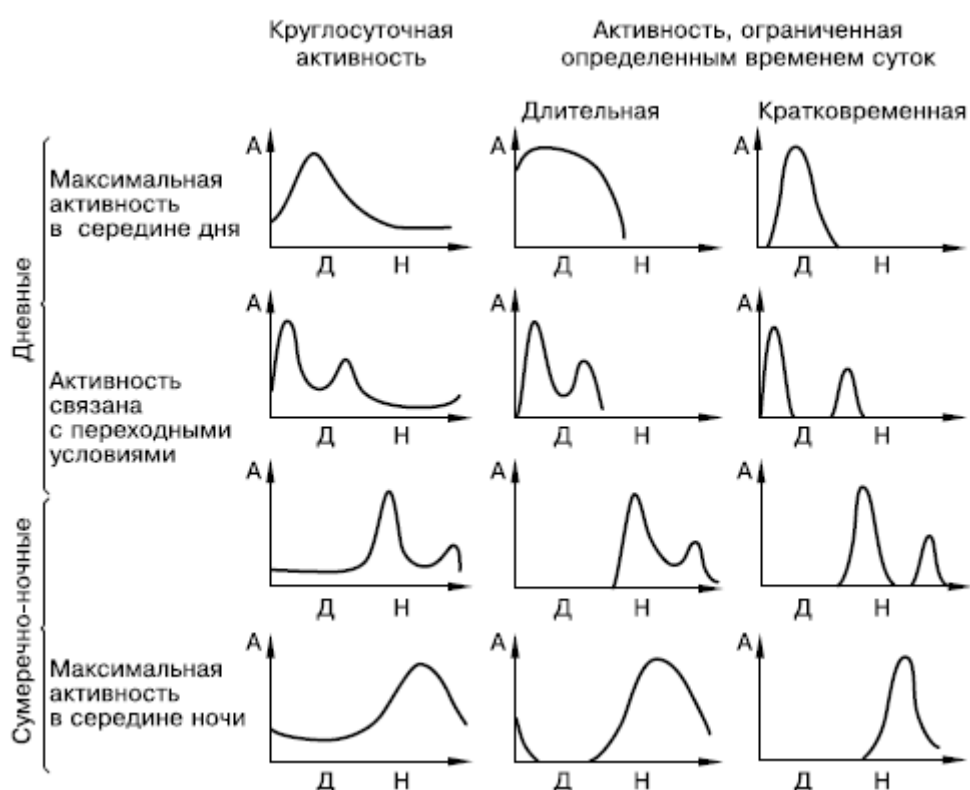 Круглосуточная
активность
Активность, ограниченная
определенным временем суток
Длительная
Кратковременная
Дневные
Максимальная
активность
в середине дня
А
Д Н
А
Д Н
А
Д Н
Активность
связана
с переходными
условиями
А
Д Н
А
Д Н
А
Д Н
Сумеречно-ночные
А
Д Н
А
Д Н
А
Д Н
Максимальная
активность
в середине ночи
А
Д Н
А
Д Н
А
Д Н